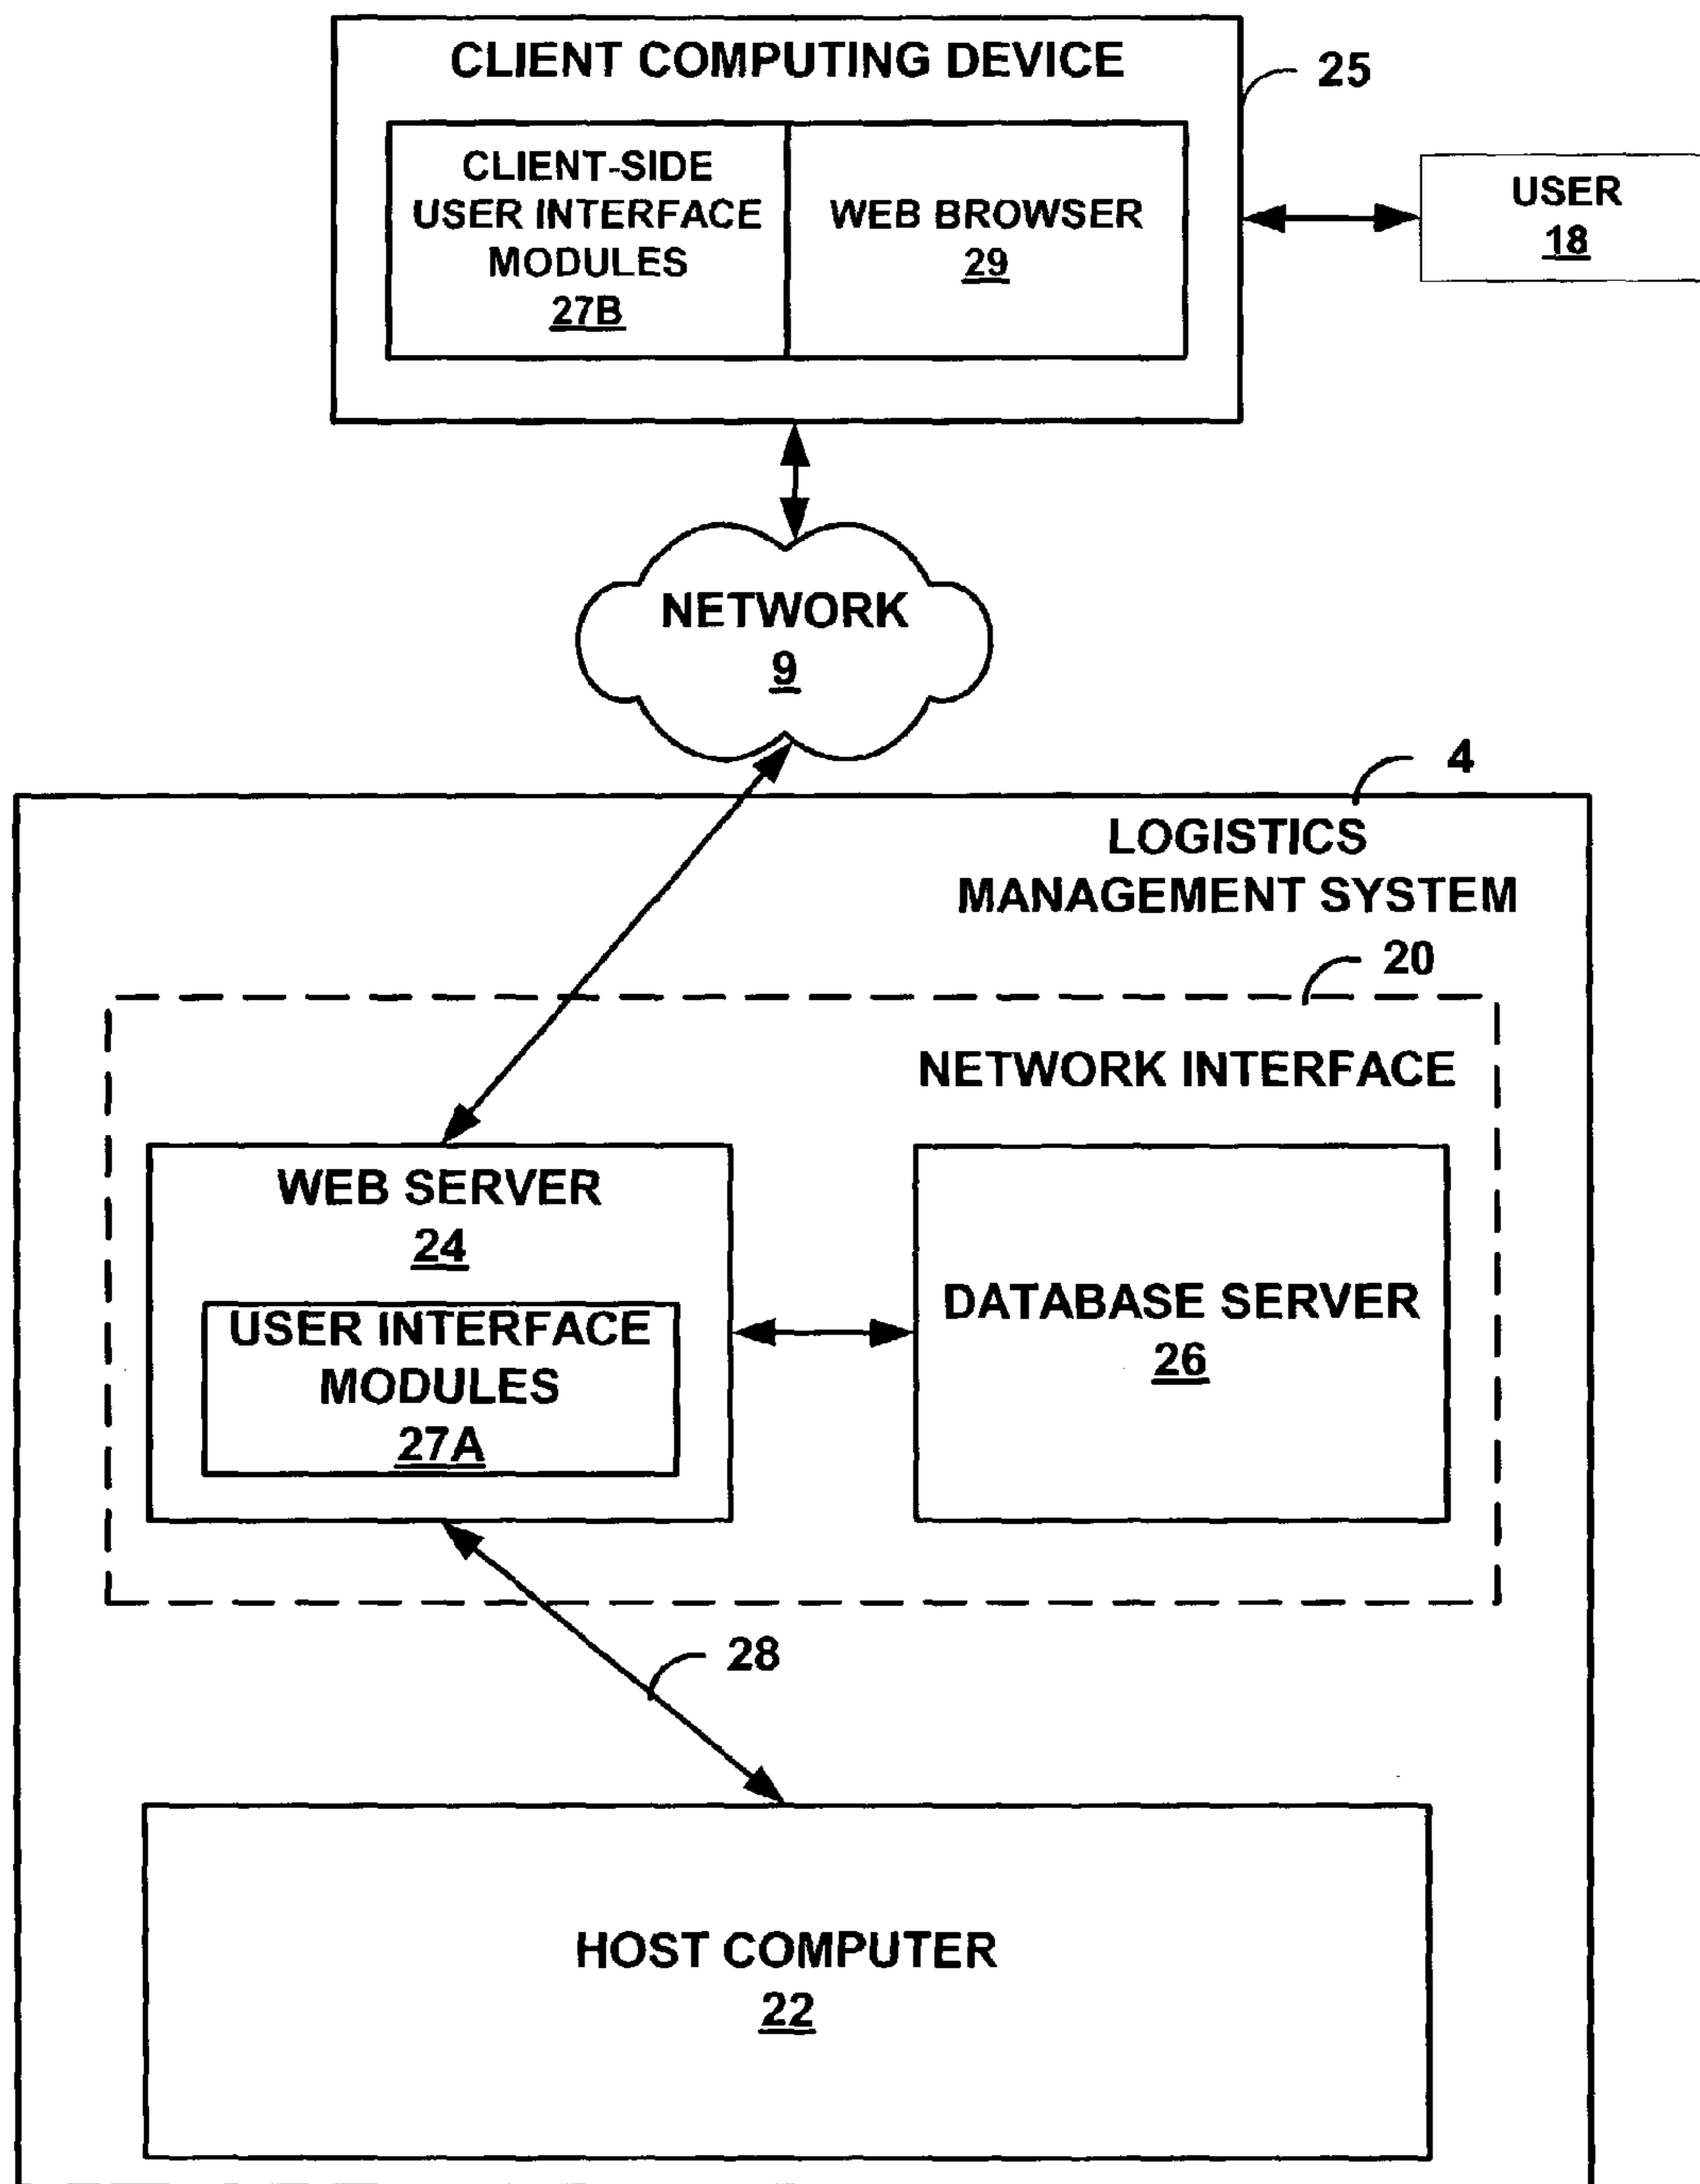 CLIENT COMPUTING DEVICE
25
CLIENT-SIDE
USER INTERFACE
MODULES
27B
WEB BROWSER
29
USER
18
NETWORK
9
4
LOGISTICS
MANAGEMENT SYSTEM
20
NETWORK INTERFACE
WEB SERVER
24
USER INTERFACE
MODULES
27A
DATABASE SERVER
26
28
HOST COMPUTER
22